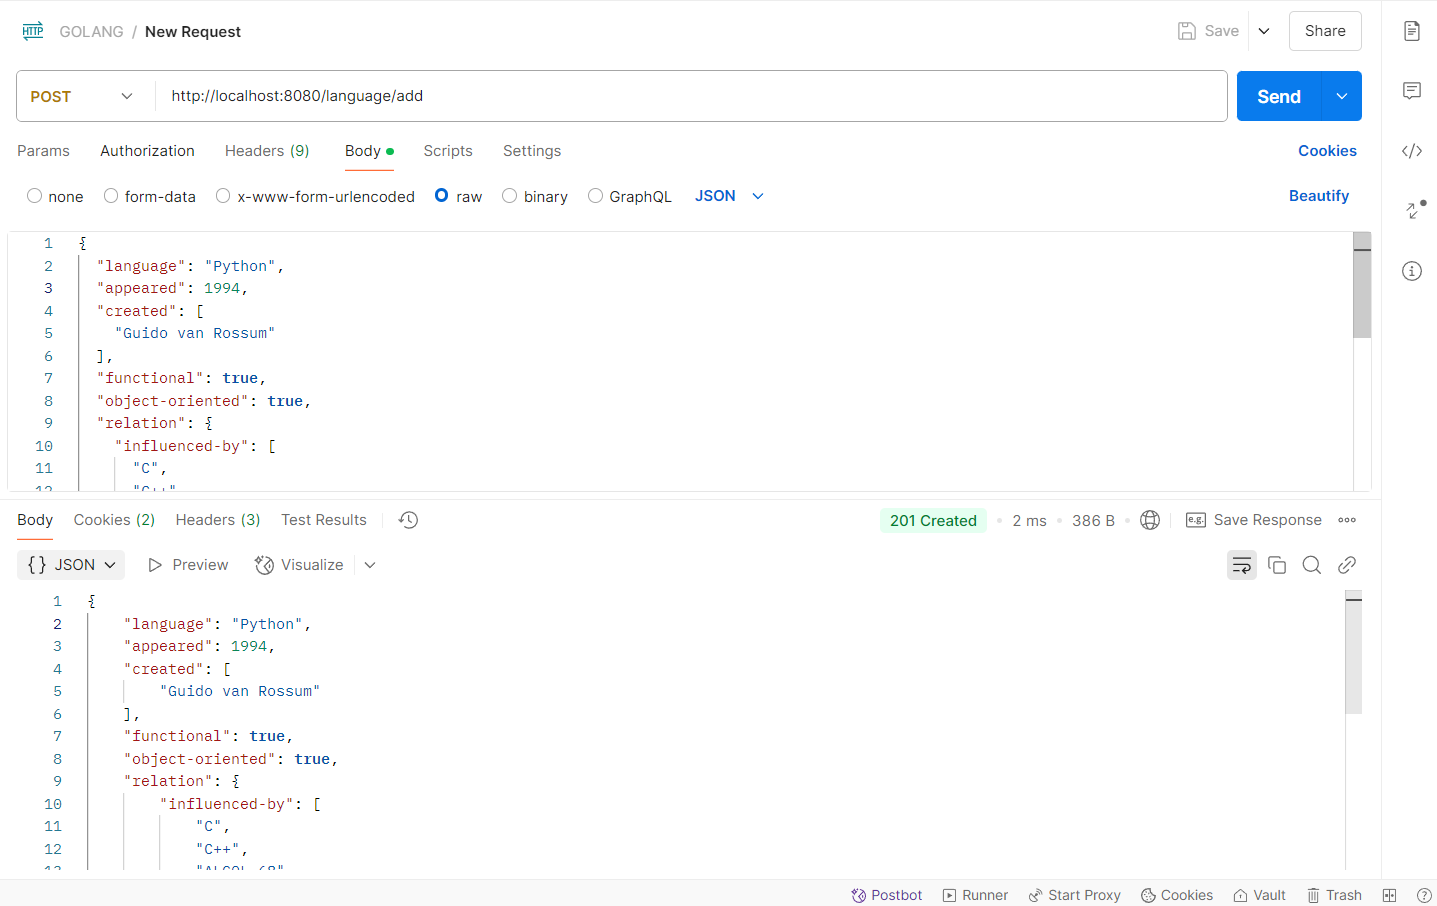 HTTP GOLANG / New Request Save Share
POST http://localhost:8080/language/add Send
Params Authorization Headers (9) Body Scripts Settings Cookies
none form-data x-www-form-urlencoded raw binary GraphQL JSON Beautify
1 {
2 "language": "Python",
3 "appeared": 1994,
4 "created": [
5 "Guido van Rossum"
6 ],
7 "functional": true,
8 "object-oriented": true,
9 "relation": {
10 "influenced-by": [
11 "C",
12 "C++"
Body Cookies (2) Headers (3) Test Results 201 Created 2 ms 386 B e.g. Save Response
{} JSON Preview Visualize
1 {
2 "language": "Python",
3 "appeared": 1994,
4 "created": [
5 "Guido van Rossum"
6 ],
7 "functional": true,
8 "object-oriented": true,
9 "relation": {
10 "influenced-by": [
11 "C",
12 "C++",
13 "ALGOL 68"
Postbot Runner Start Proxy Cookies Vault Trash